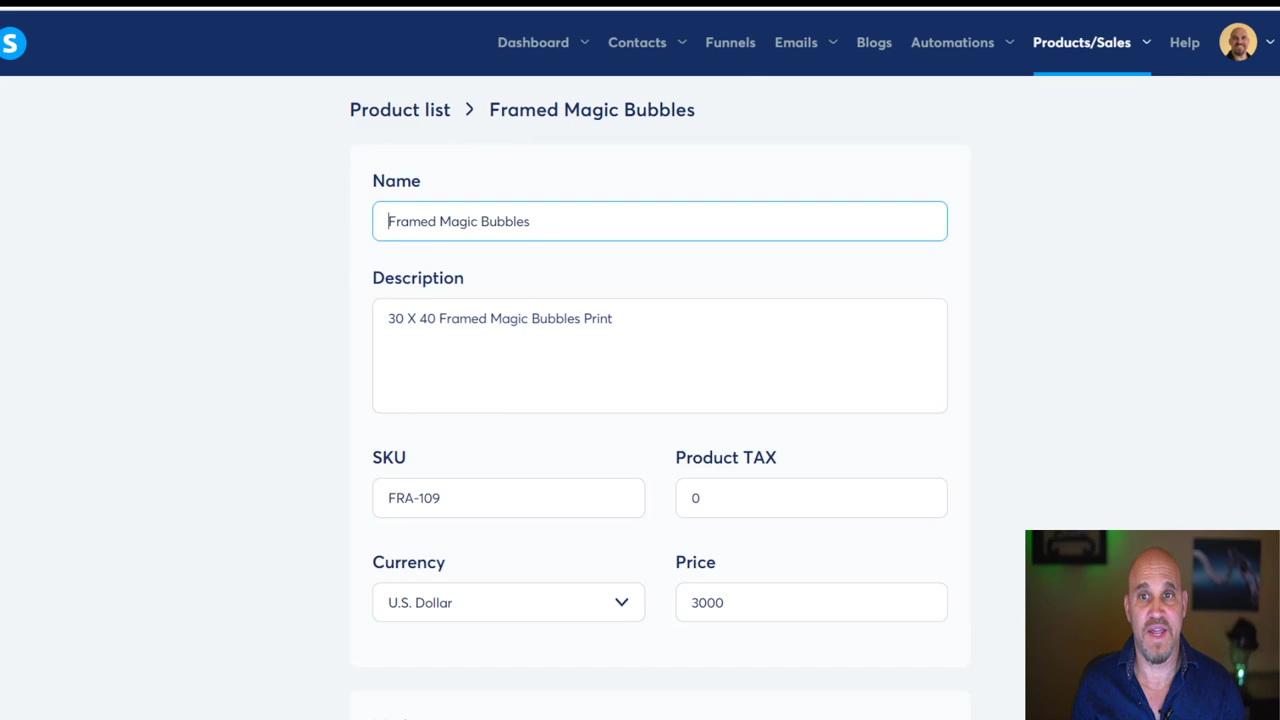 S
Dashboard Contacts Funnels Emails Blogs Automations Products/Sales Help
Product list > Framed Magic Bubbles
Name
Framed Magic Bubbles
Description
30 X 40 Framed Magic Bubbles Print
SKU Product TAX
FRA-109 0
Currency Price
U.S. Dollar 3000